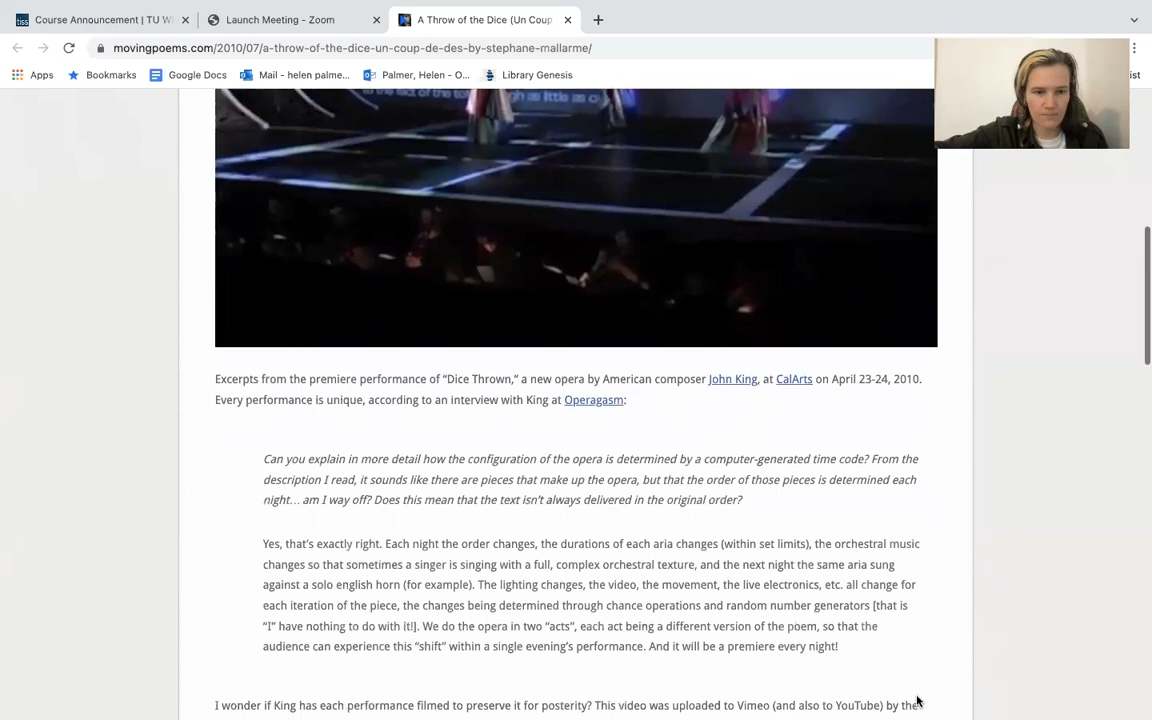 Course Announcement | TU Wi
Launch Meeting - Zoom
A Throw of the Dice (Un Coup
movingpoems.com/2010/07/a-throw-of-the-dice-un-coup-de-des-by-stephane-mallarme/
Apps
Bookmarks
Google Docs
Mail - helen palme...
Palmer, Helen - O...
Library Genesis
ist
Excerpts from the premiere performance of “Dice Thrown,” a new opera by American composer John King, at CalArts on April 23-24, 2010.
Every performance is unique, according to an interview with King at Operagasm:
Can you explain in more detail how the configuration of the opera is determined by a computer-generated time code? From the
description I read, it sounds like there are pieces that make up the opera, but that the order of those pieces is determined each
night… am I way off? Does this mean that the text isn’t always delivered in the original order?
Yes, that’s exactly right. Each night the order changes, the durations of each aria changes (within set limits), the orchestral music
changes so that sometimes a singer is singing with a full, complex orchestral texture, and the next night the same aria sung
against a solo english horn (for example). The lighting changes, the video, the movement, the live electronics, etc. all change for
each iteration of the piece, the changes being determined through chance operations and random number generators [that is
“I” have nothing to do with it!]. We do the opera in two “acts”, each act being a different version of the poem, so that the
audience can experience this “shift” within a single evening’s performance. And it will be a premiere every night!
I wonder if King has each performance filmed to preserve it for posterity? This video was uploaded to Vimeo (and also to YouTube) by the